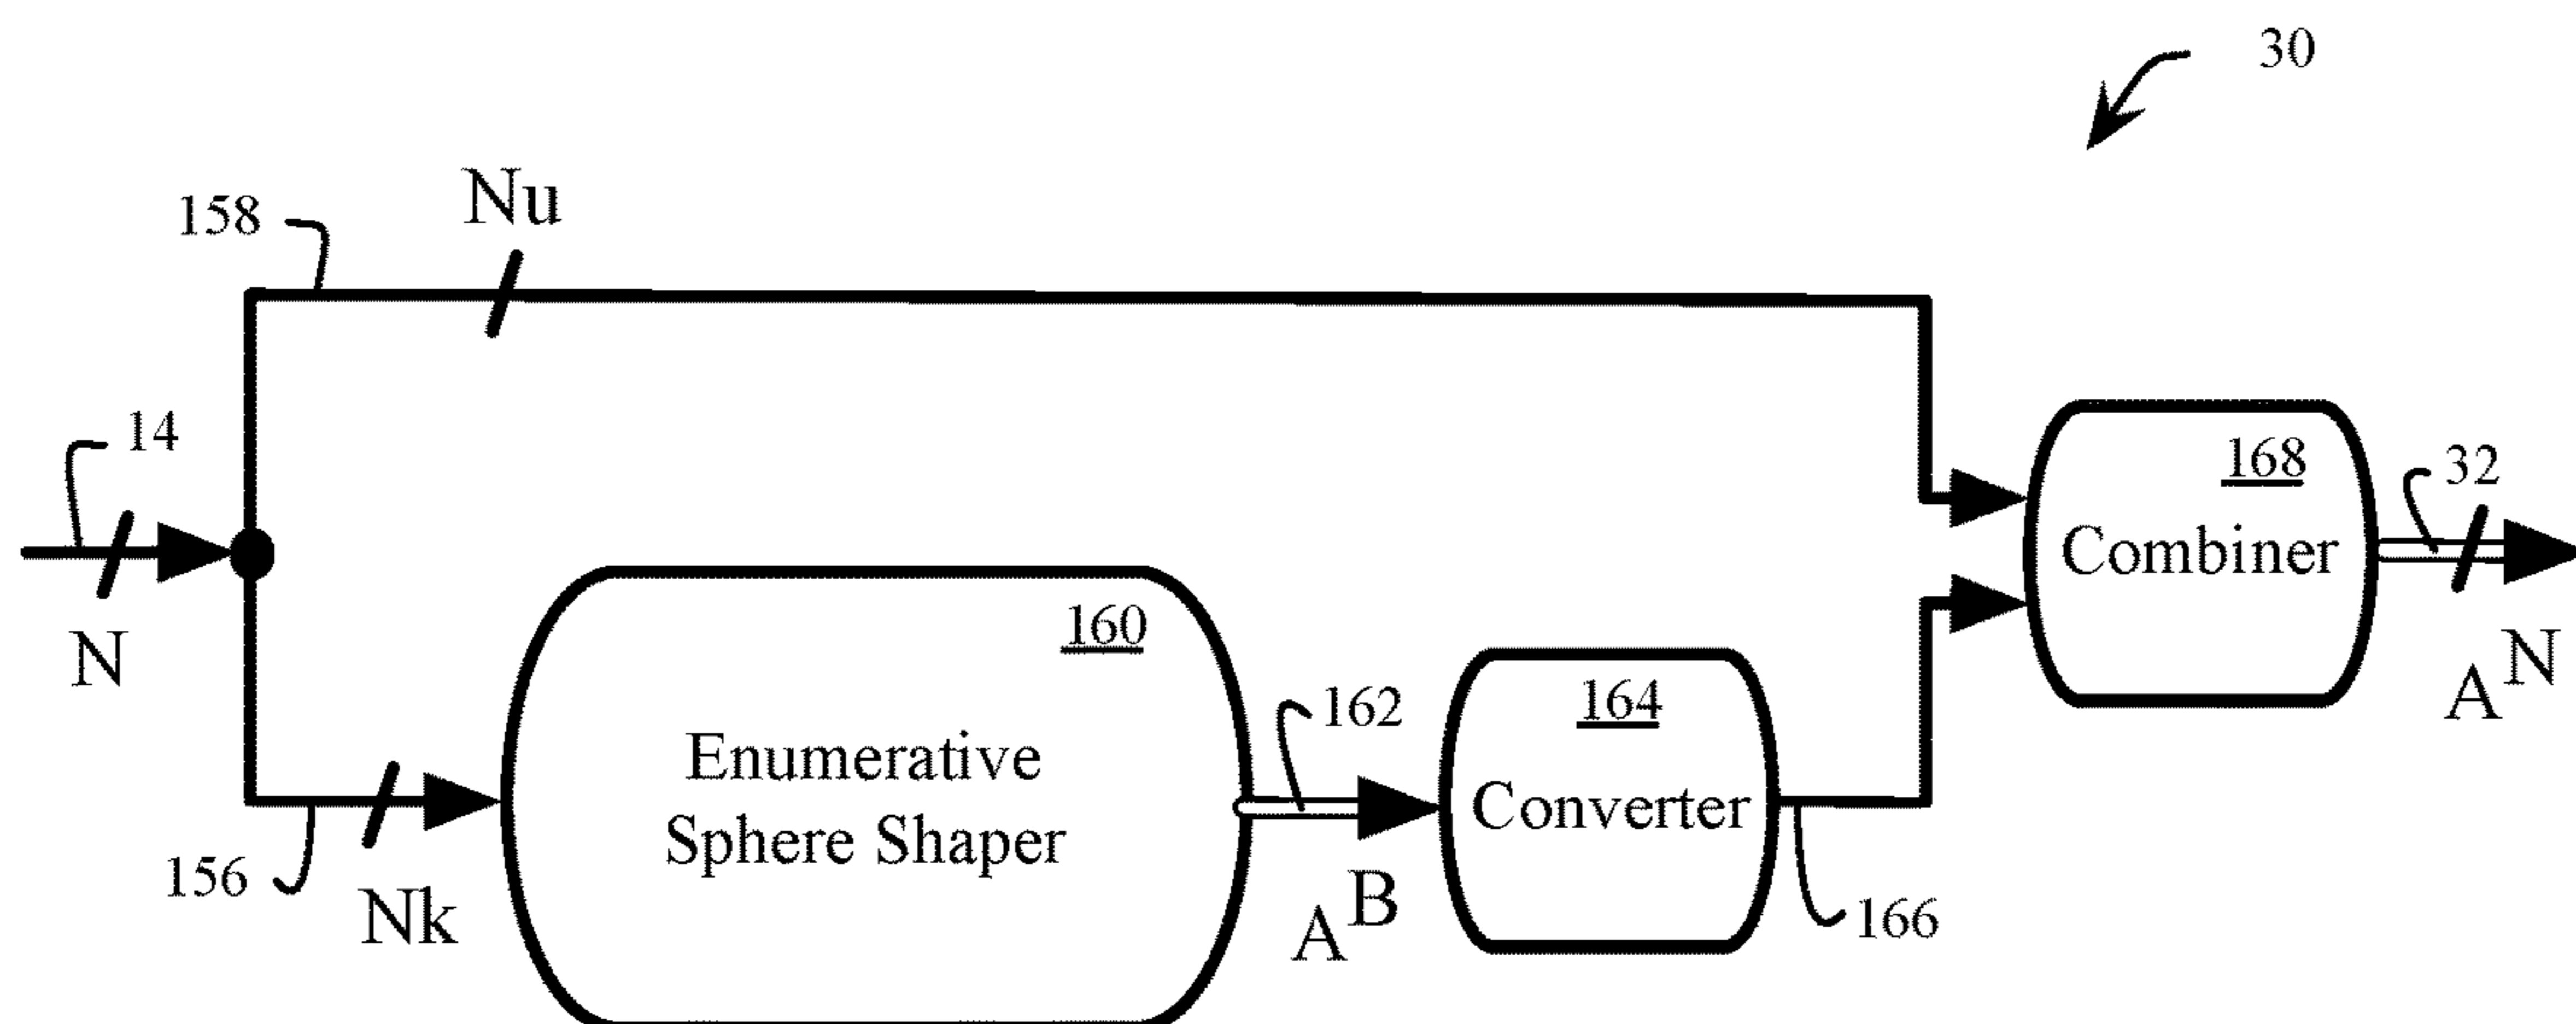 30
158
Nu
14
N
168
Combiner
32
A^N
160
Enumerative
Sphere Shaper
162
A^B
164
Converter
166
156
Nk